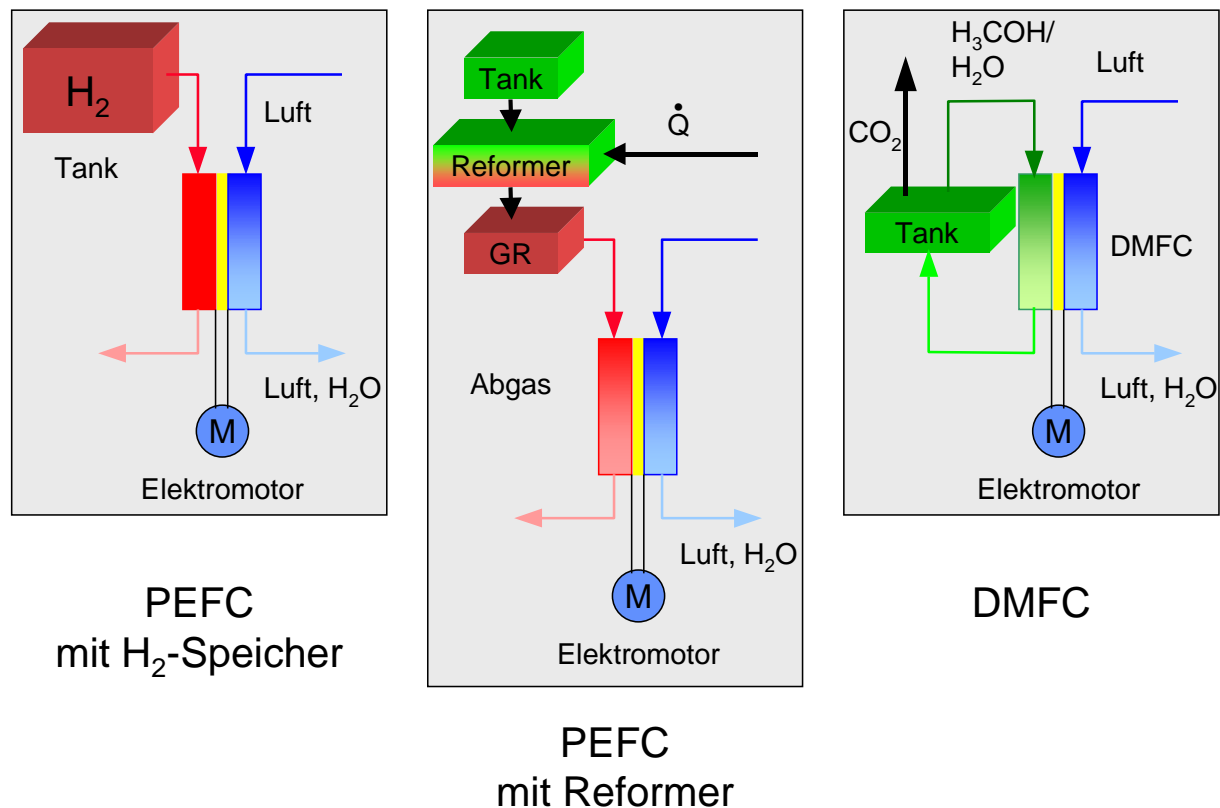 H₂
Luft
Tank
Luft, H₂O
M
Elektromotor
PEFC
mit H₂-Speicher
Tank
Q̇
Reformer
GR
Abgas
Luft, H₂O
M
Elektromotor
PEFC
mit Reformer
H₃COH/
H₂O
Luft
CO₂
Tank
DMFC
Luft, H₂O
M
Elektromotor
DMFC